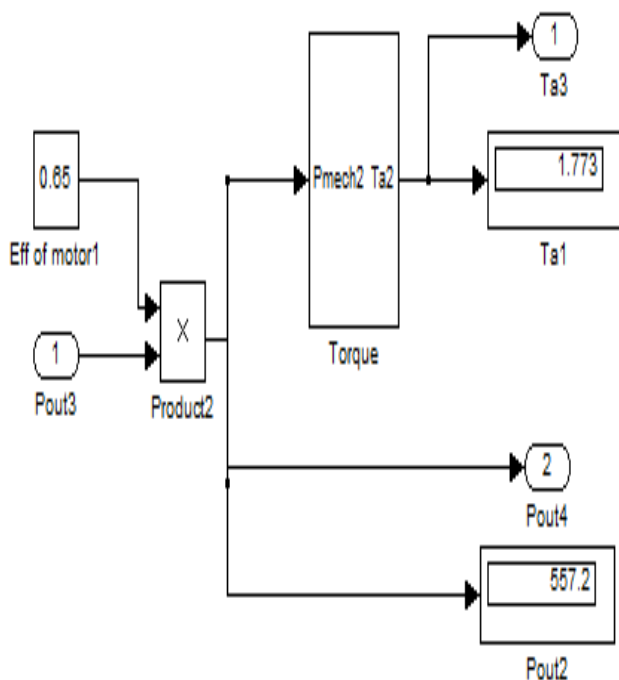 1
Ta3
0.65
Eff of motor1
Pmech2 Ta2
Torque
1.773
Ta1
1
Pout3
X
Product2
2
Pout4
557.2
Pout2